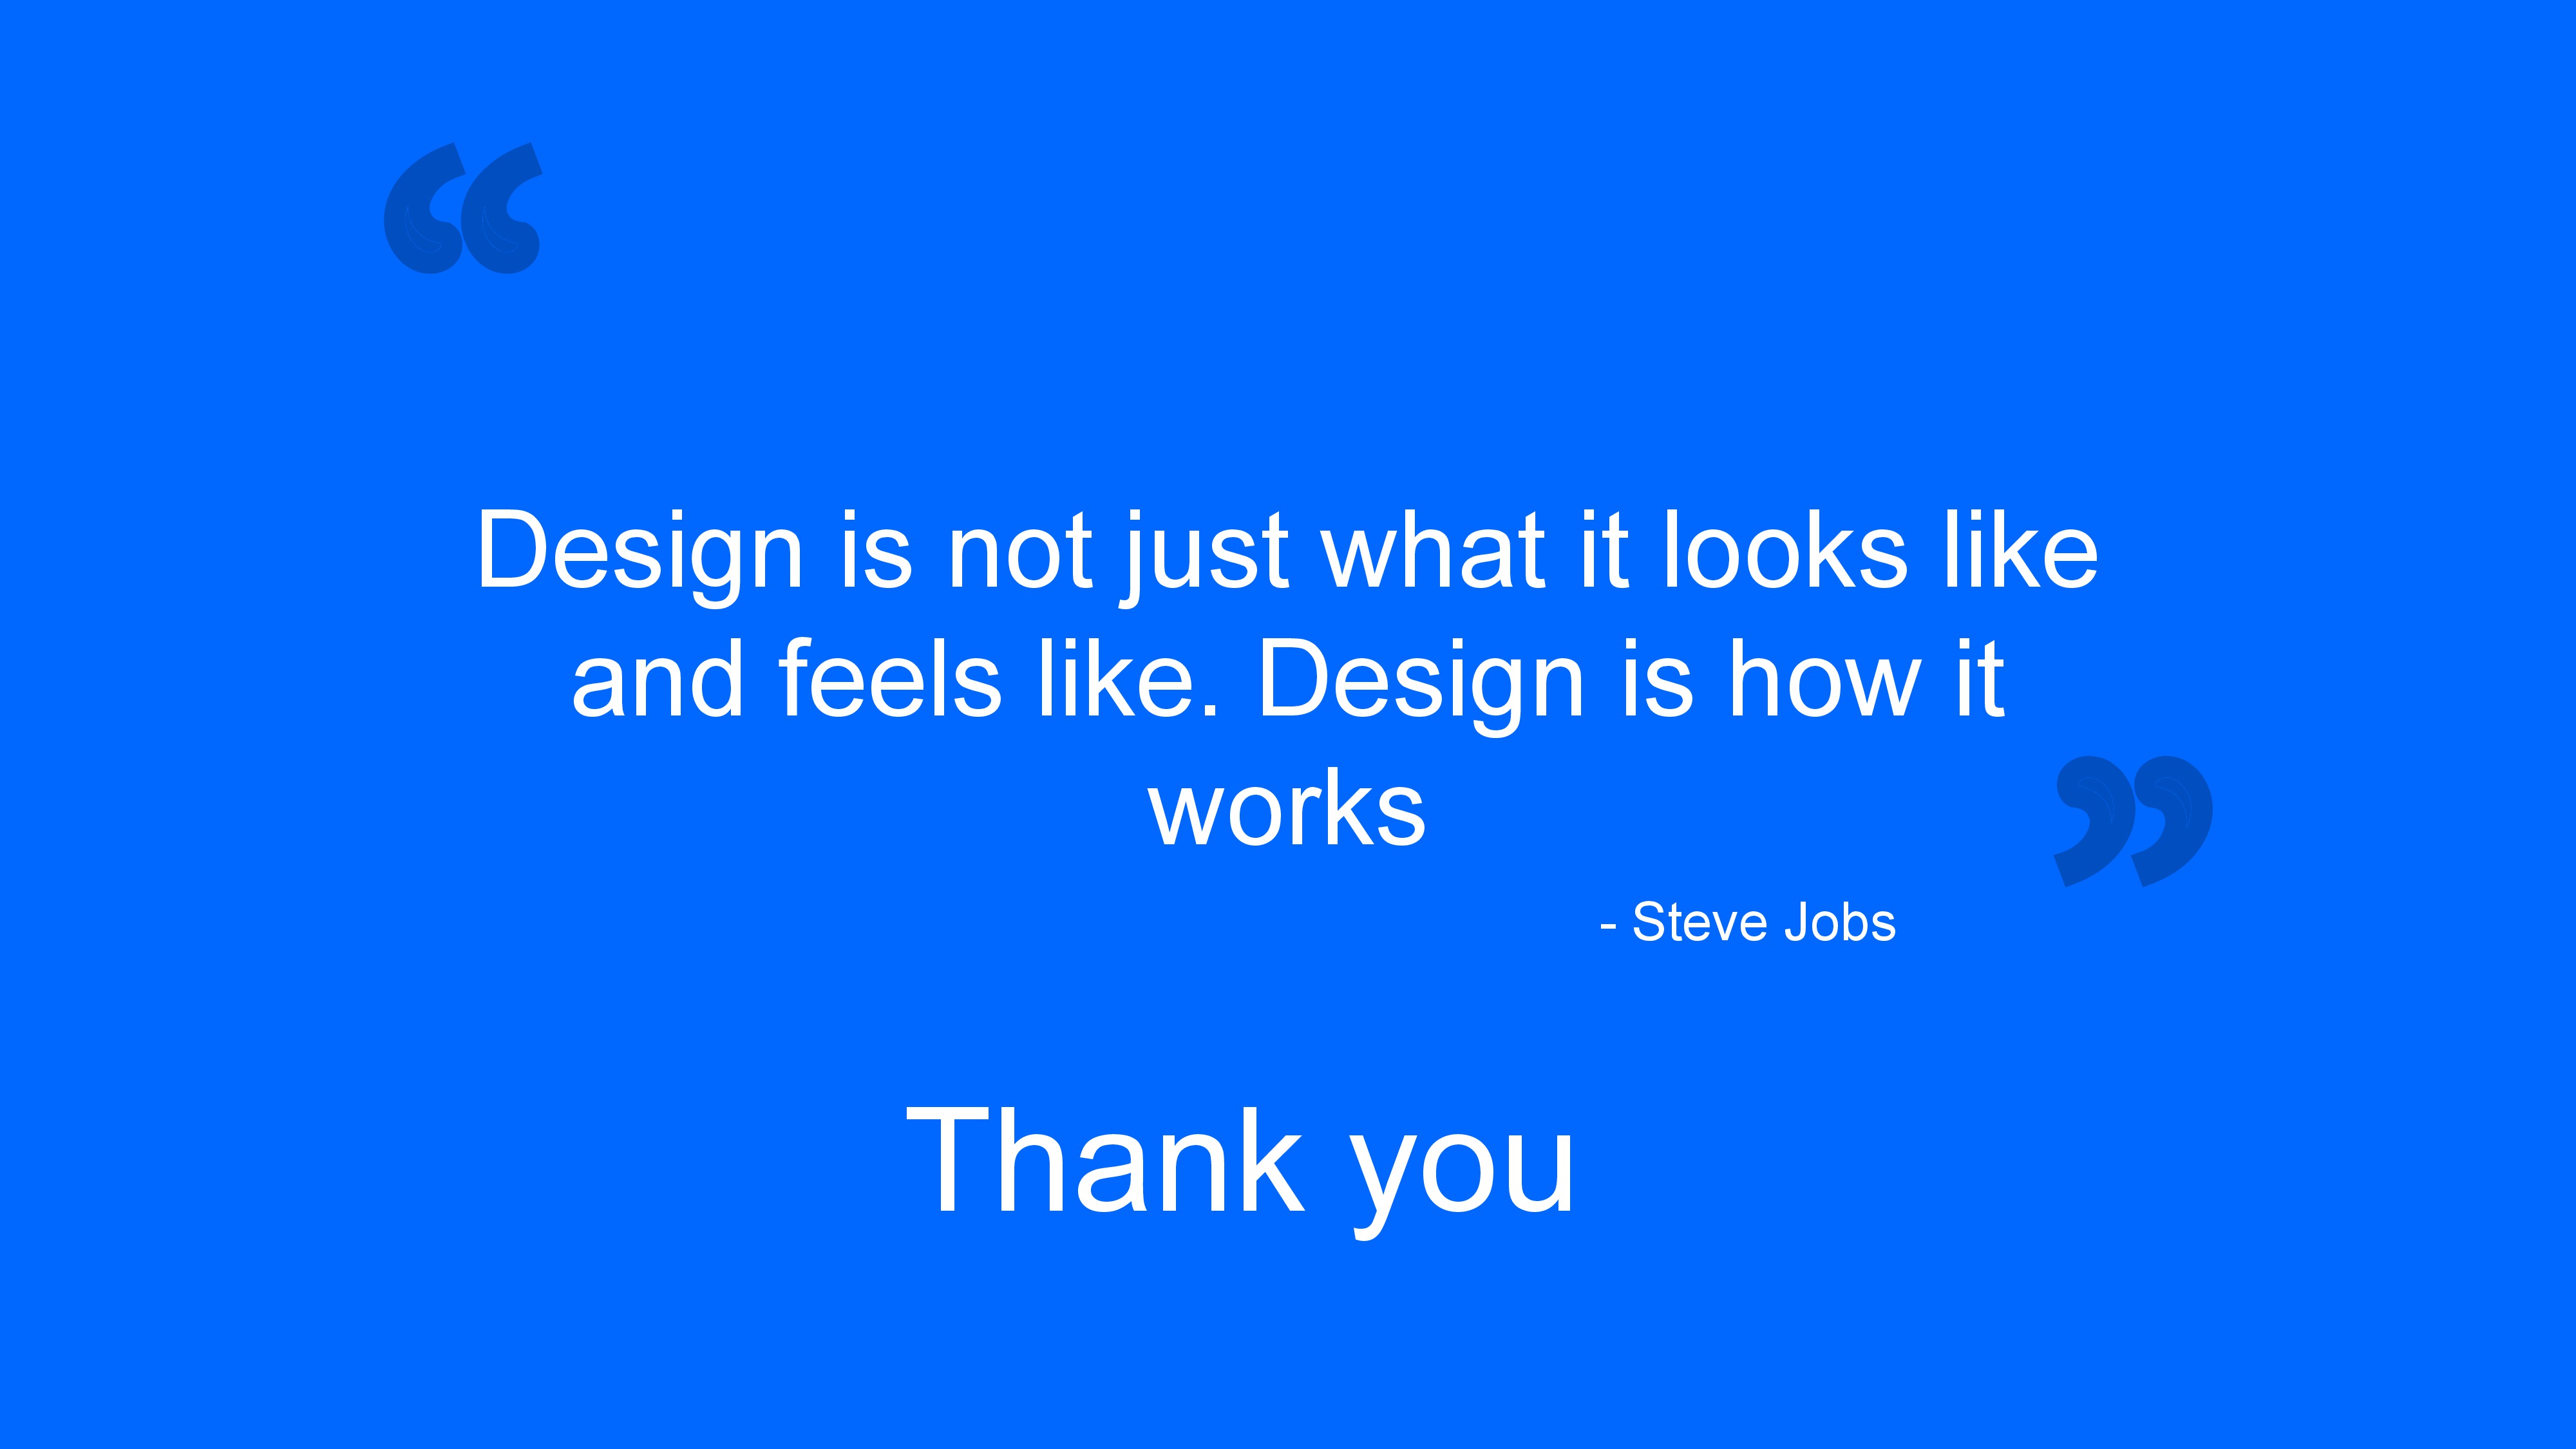 “
Design is not just what it looks like
and feels like. Design is how it
works
”
- Steve Jobs
Thank you